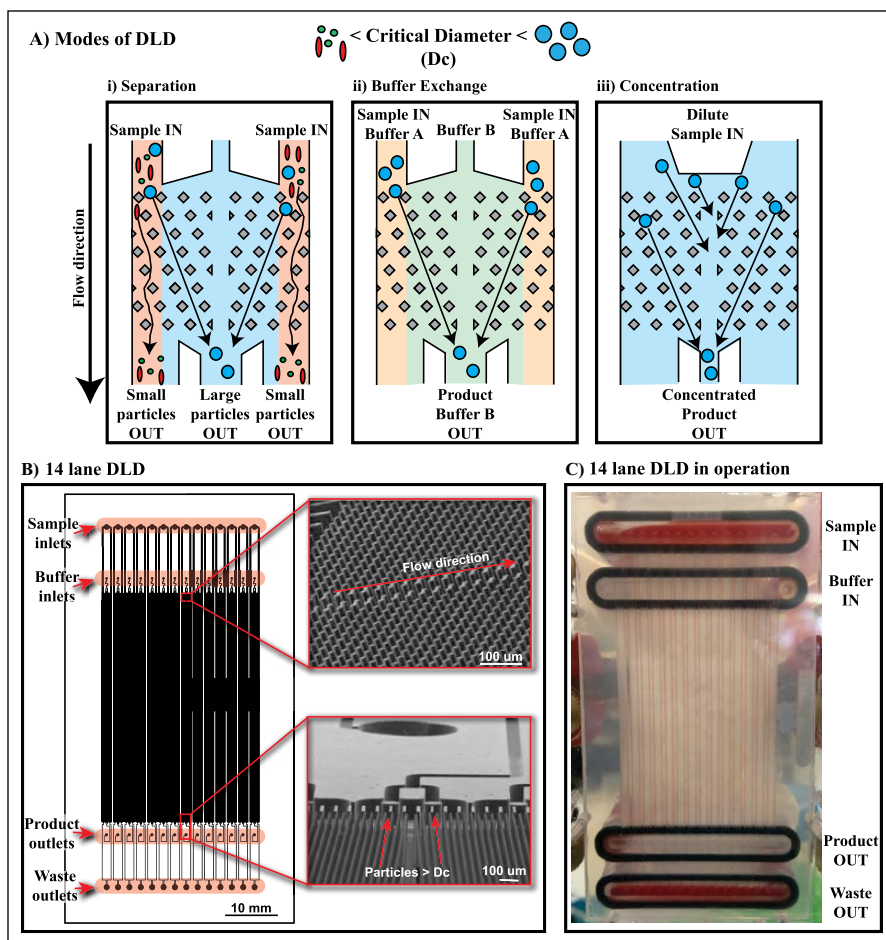 A) Modes of DLD
< Critical Diameter <
(Dc)
i) Separation
ii) Buffer Exchange
iii) Concentration
Sample IN
Sample IN
Sample IN
Buffer A
Buffer B
Sample IN
Buffer A
Dilute
Sample IN
Flow direction
Small
particles
OUT
Large
particles
OUT
Small
particles
OUT
Product
Buffer B
OUT
Concentrated
Product
OUT
B) 14 lane DLD
Sample
inlets
Buffer
inlets
Product
outlets
Waste
outlets
10 mm
Flow direction
100 um
Particles > Dc
100 um
C) 14 lane DLD in operation
Sample
IN
Buffer
IN
Product
OUT
Waste
OUT